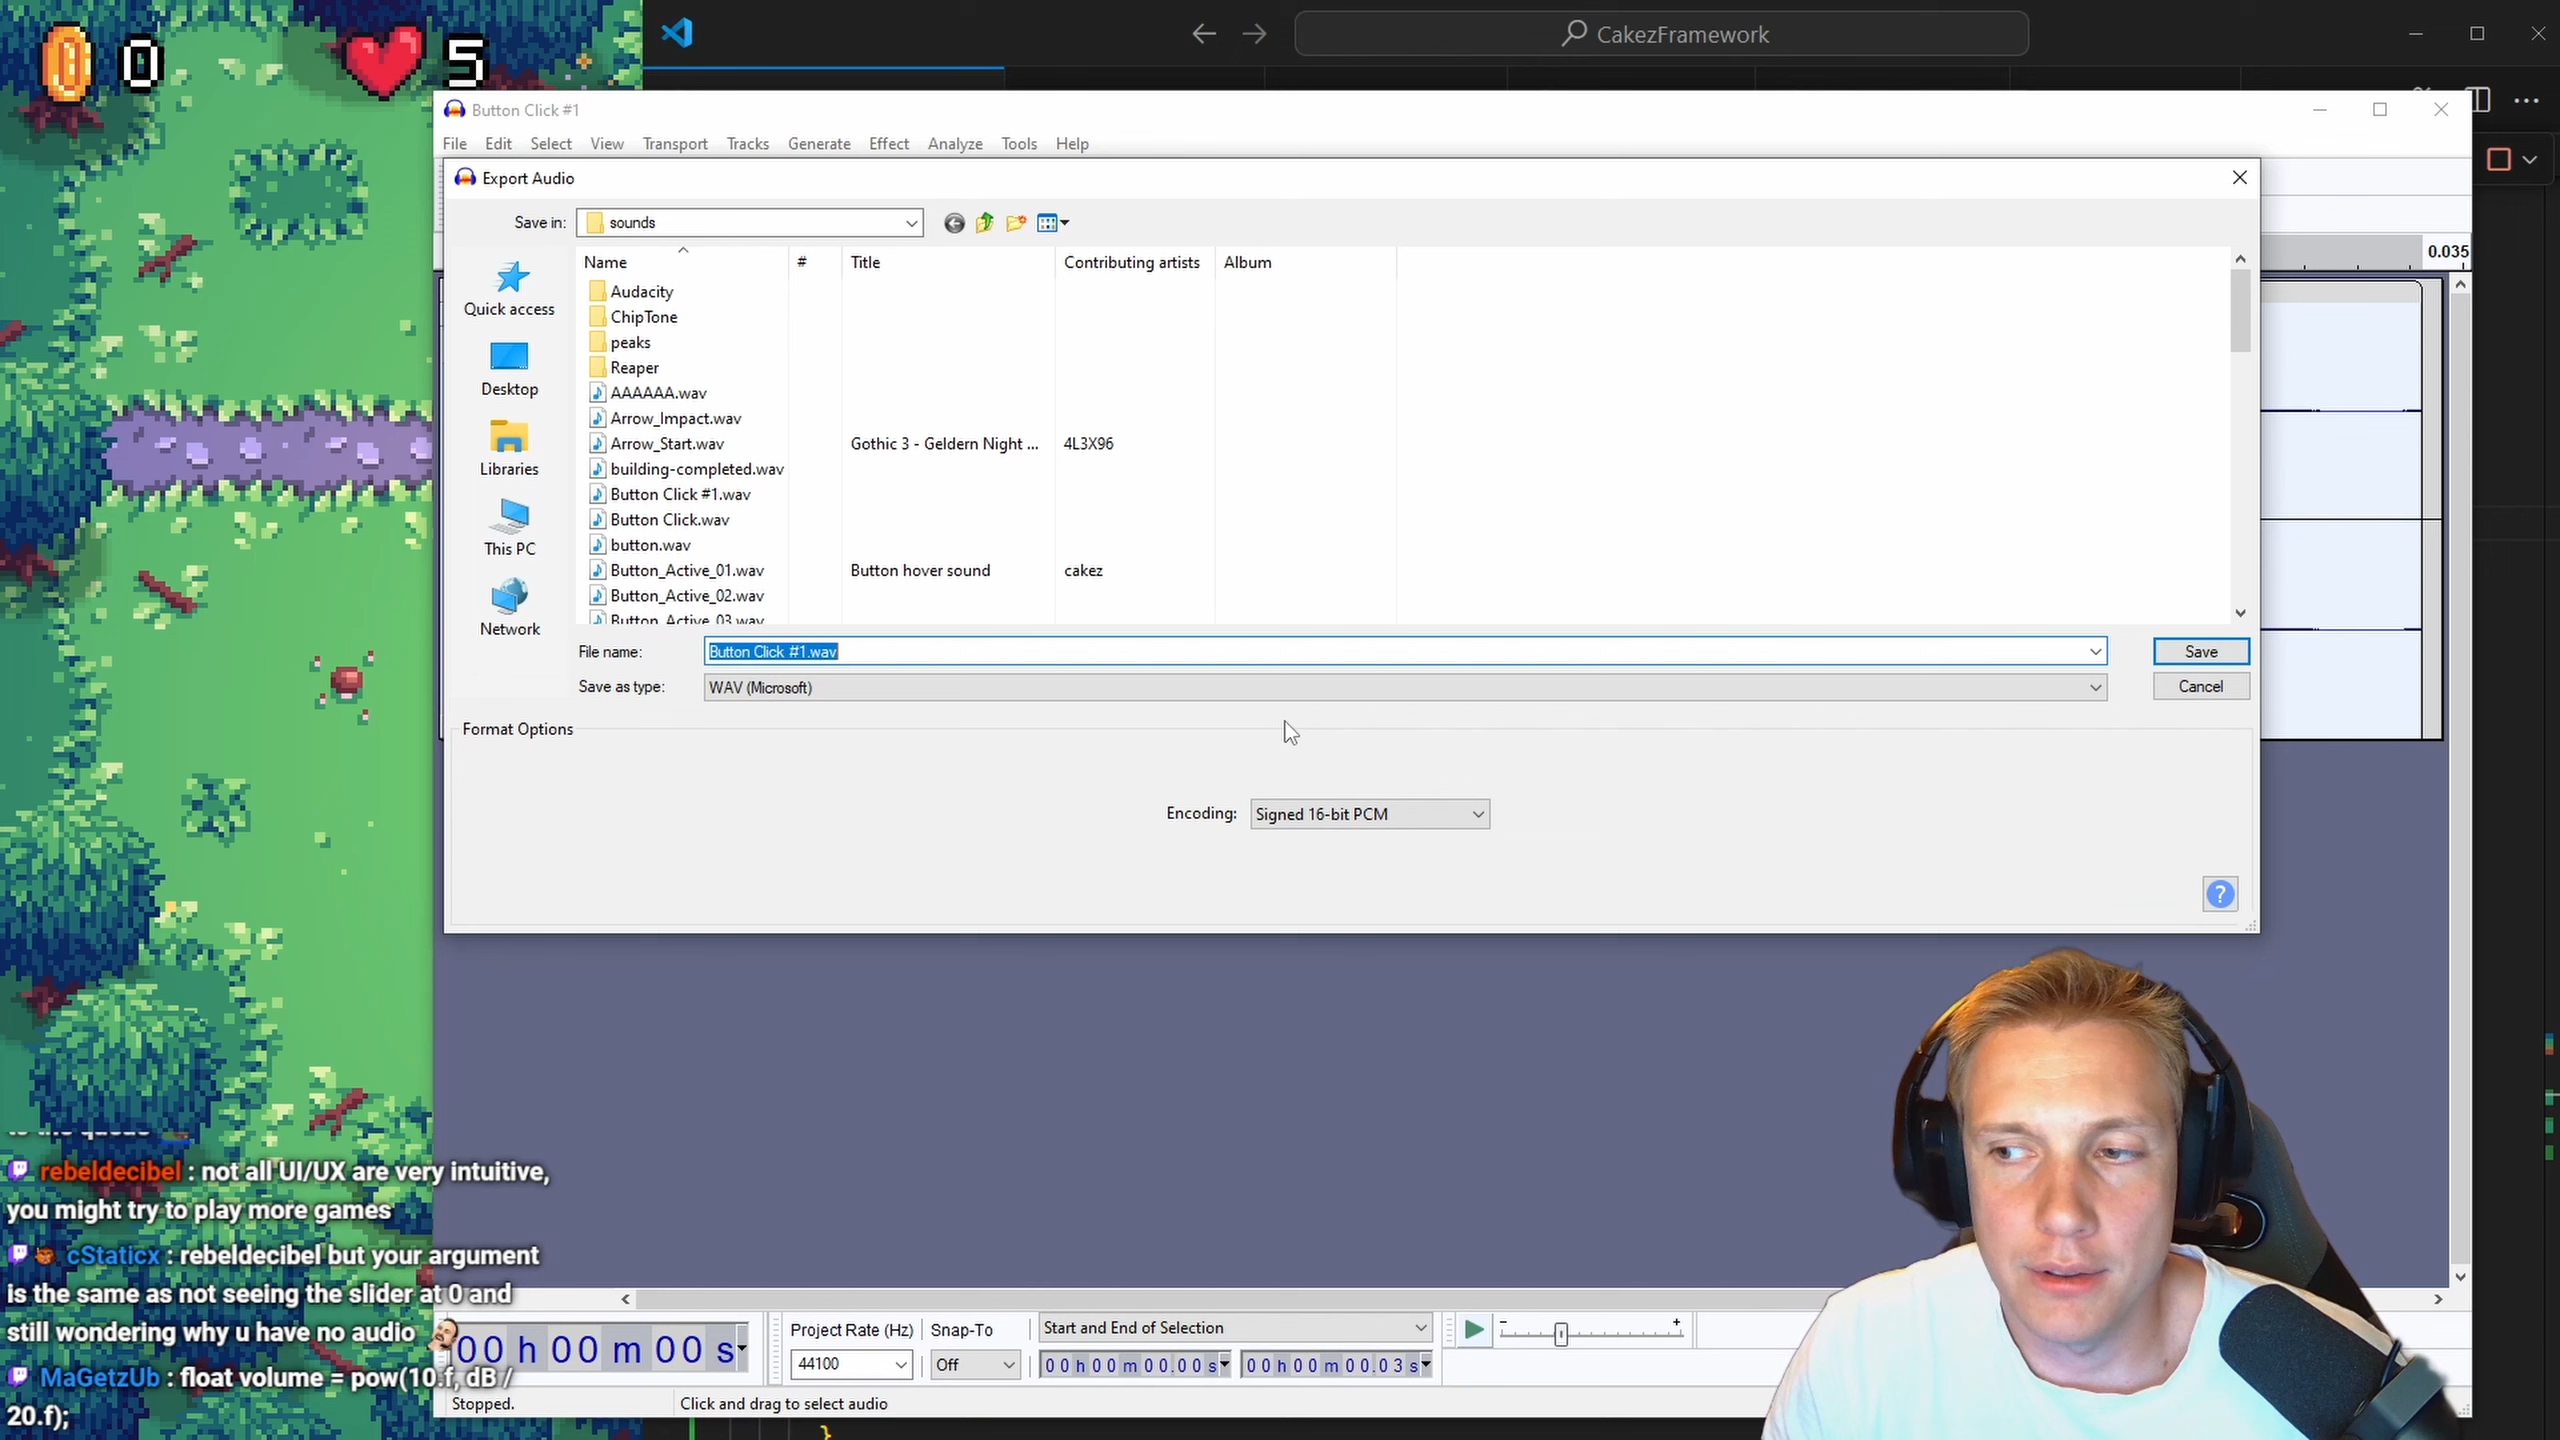 0
5
CakezFramework
Button Click #1
File Edit Select View Transport Tracks Generate Effect Analyze Tools Help
Export Audio
Save in: sounds
Name # Title Contributing artists Album
Audacity
ChipTone
peaks
Reaper
AAAAAA.wav
Arrow_Impact.wav
Arrow_Start.wav Gothic 3 - Geldern Night ... 4L3X96
building-completed.wav
Button Click #1.wav
Button Click.wav
button.wav
Button_Active_01.wav Button hover sound cakez
Button_Active_02.wav
Button_Active_03.wav
Quick access
Desktop
Libraries
This PC
Network
File name: Button Click #1.wav Save
Save as type: WAV (Microsoft) Cancel
Format Options
Encoding: Signed 16-bit PCM
?
0.035
rebeldecibel : not all UI/UX are very intuitive,
you might try to play more games
cStaticx : rebeldecibel but your argument
is the same as not seeing the slider at 0 and
still wondering why u have no audio
MaGetzUb : float volume = pow(10.f, dB /
20.f);
00 h 00 m 00 s
Project Rate (Hz) Snap-To Start and End of Selection
44100 Off 00 h 00 m 00.00 s 00 h 00 m 00.03 s
- +
Stopped. Click and drag to select audio
}